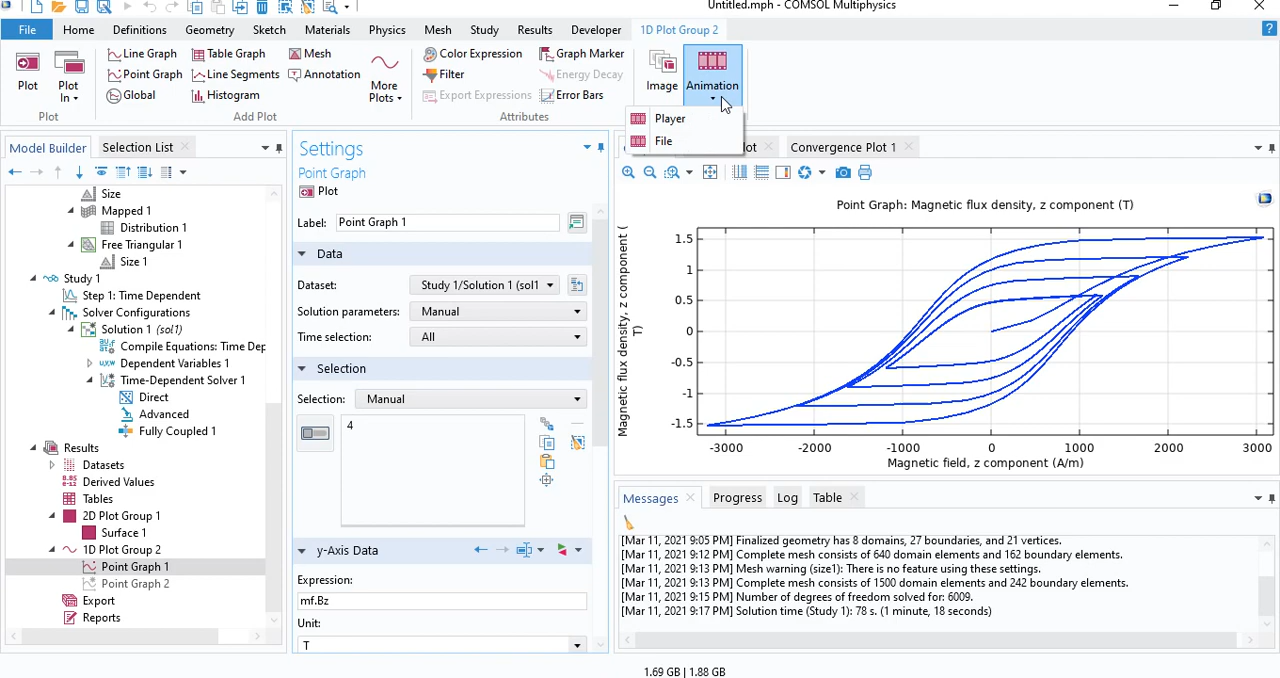 Untitled.mph - COMSOL Multiphysics
File Home Definitions Geometry Sketch Materials Physics Mesh Study Results Developer 1D Plot Group 2
Plot
Plot In
Plot
Line Graph
Point Graph
Global
Table Graph
Line Segments
Histogram
Mesh
Annotation
More Plots
Add Plot
Color Expression
Filter
Export Expressions
Graph Marker
Energy Decay
Error Bars
Attributes
Image
Animation
Player
File
Model Builder
Selection List
Size
Mapped 1
Distribution 1
Free Triangular 1
Size 1
Study 1
Step 1: Time Dependent
Solver Configurations
Solution 1 (sol1)
Compile Equations: Time Dep
Dependent Variables 1
Time-Dependent Solver 1
Direct
Advanced
Fully Coupled 1
Results
Datasets
8.85
e-12
Derived Values
Tables
2D Plot Group 1
Surface 1
1D Plot Group 2
Point Graph 1
Point Graph 2
Export
Reports
Settings
Point Graph
Plot
Label: Point Graph 1
Data
Dataset: Study 1/Solution 1 (sol1
Solution parameters: Manual
Time selection: All
Selection
Selection: Manual
4
y-Axis Data
Expression:
mf.Bz
Unit:
T
ot
Convergence Plot 1
Point Graph: Magnetic flux density, z component (T)
Magnetic flux density, z component (
T)
1.5
1
0.5
0
-0.5
-1
-1.5
-3000 -2000 -1000 0 1000 2000 3000
Magnetic field, z component (A/m)
Messages Progress Log Table
[Mar 11, 2021 9:05 PM] Finalized geometry has 8 domains, 27 boundaries, and 21 vertices.
[Mar 11, 2021 9:12 PM] Complete mesh consists of 640 domain elements and 162 boundary elements.
[Mar 11, 2021 9:13 PM] Mesh warning (size1): There is no feature using these settings.
[Mar 11, 2021 9:13 PM] Complete mesh consists of 1500 domain elements and 242 boundary elements.
[Mar 11, 2021 9:15 PM] Number of degrees of freedom solved for: 6009.
[Mar 11, 2021 9:17 PM] Solution time (Study 1): 78 s. (1 minute, 18 seconds)
1.69 GB | 1.88 GB